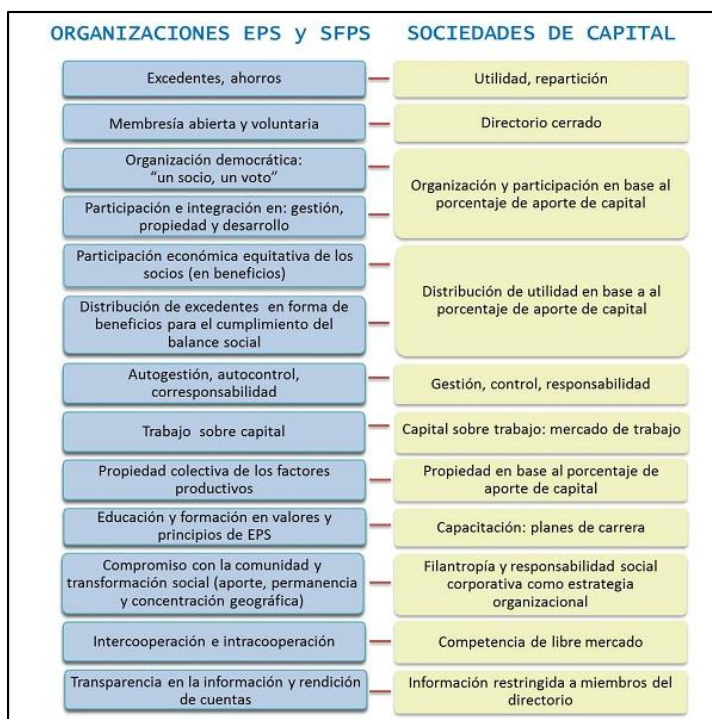 ORGANIZACIONES EPS y SFPS
SOCIEDADES DE CAPITAL
Excedentes, ahorros
Utilidad, repartición
Membresía abierta y voluntaria
Directorio cerrado
Organización democrática:
“un socio, un voto”
Participación e integración en: gestión,
propiedad y desarrollo
Organización y participación en base al
porcentaje de aporte de capital
Participación económica equitativa de los
socios (en beneficios)
Distribución de excedentes en forma de
beneficios para el cumplimiento del
balance social
Distribución de utilidad en base a al
porcentaje de aporte de capital
Autogestión, autocontrol,
corresponsabilidad
Gestión, control, responsabilidad
Trabajo sobre capital
Capital sobre trabajo: mercado de trabajo
Propiedad colectiva de los factores
productivos
Propiedad en base al porcentaje de
aporte de capital
Educación y formación en valores y
principios de EPS
Capacitación: planes de carrera
Compromiso con la comunidad y
transformación social (aporte, permanencia
y concentración geográfica)
Filantropía y responsabilidad social
corporativa como estrategia
organizacional
Intercooperación e intracooperación
Competencia de libre mercado
Transparencia en la información y rendición
de cuentas
Información restringida a miembros del
directorio